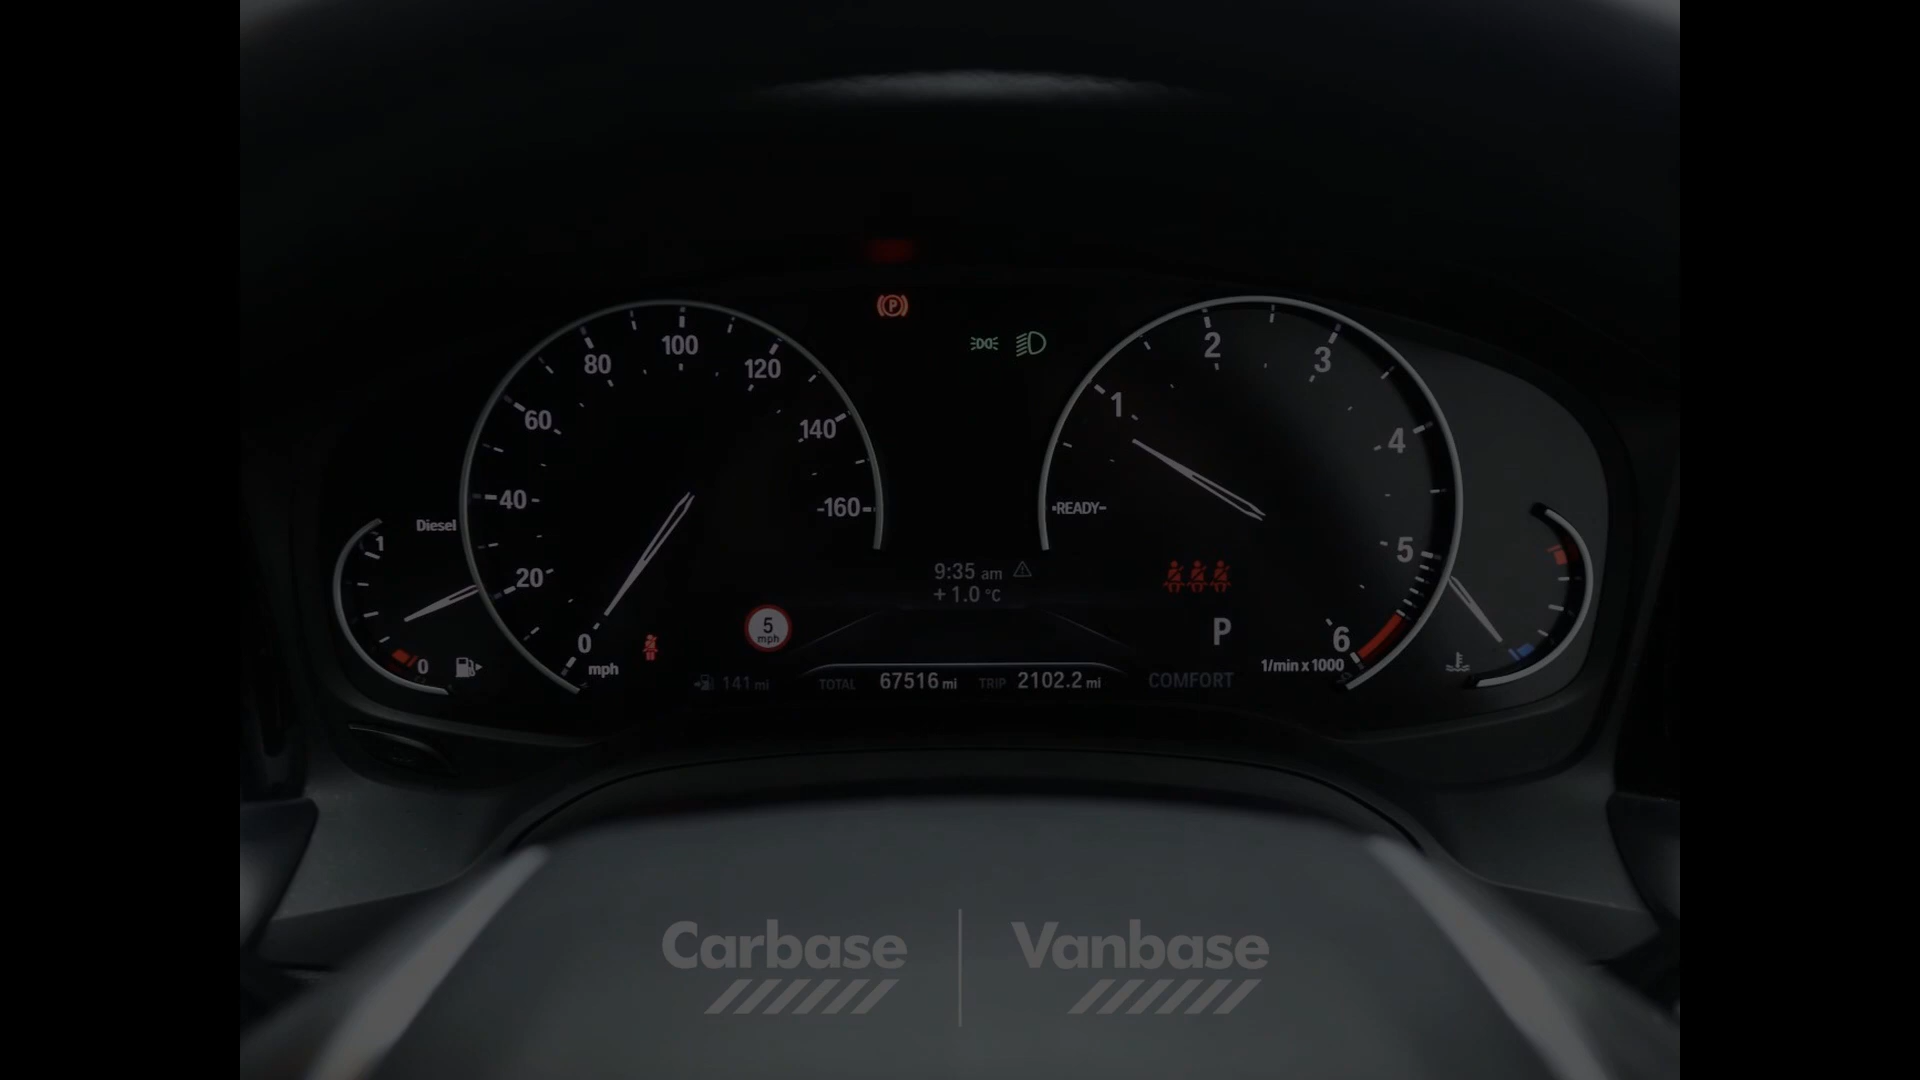 100
80
120
60
140
40
-160-
20
0
mph
Diesel
1
0
P
2
3
1
4
-READY-
5
6
1/min x 1000
9:35 am
+ 1.0 °C
5
mph
P
141 mi
TOTAL 67516 mi TRIP 2102.2 mi
COMFORT
Carbase
Vanbase